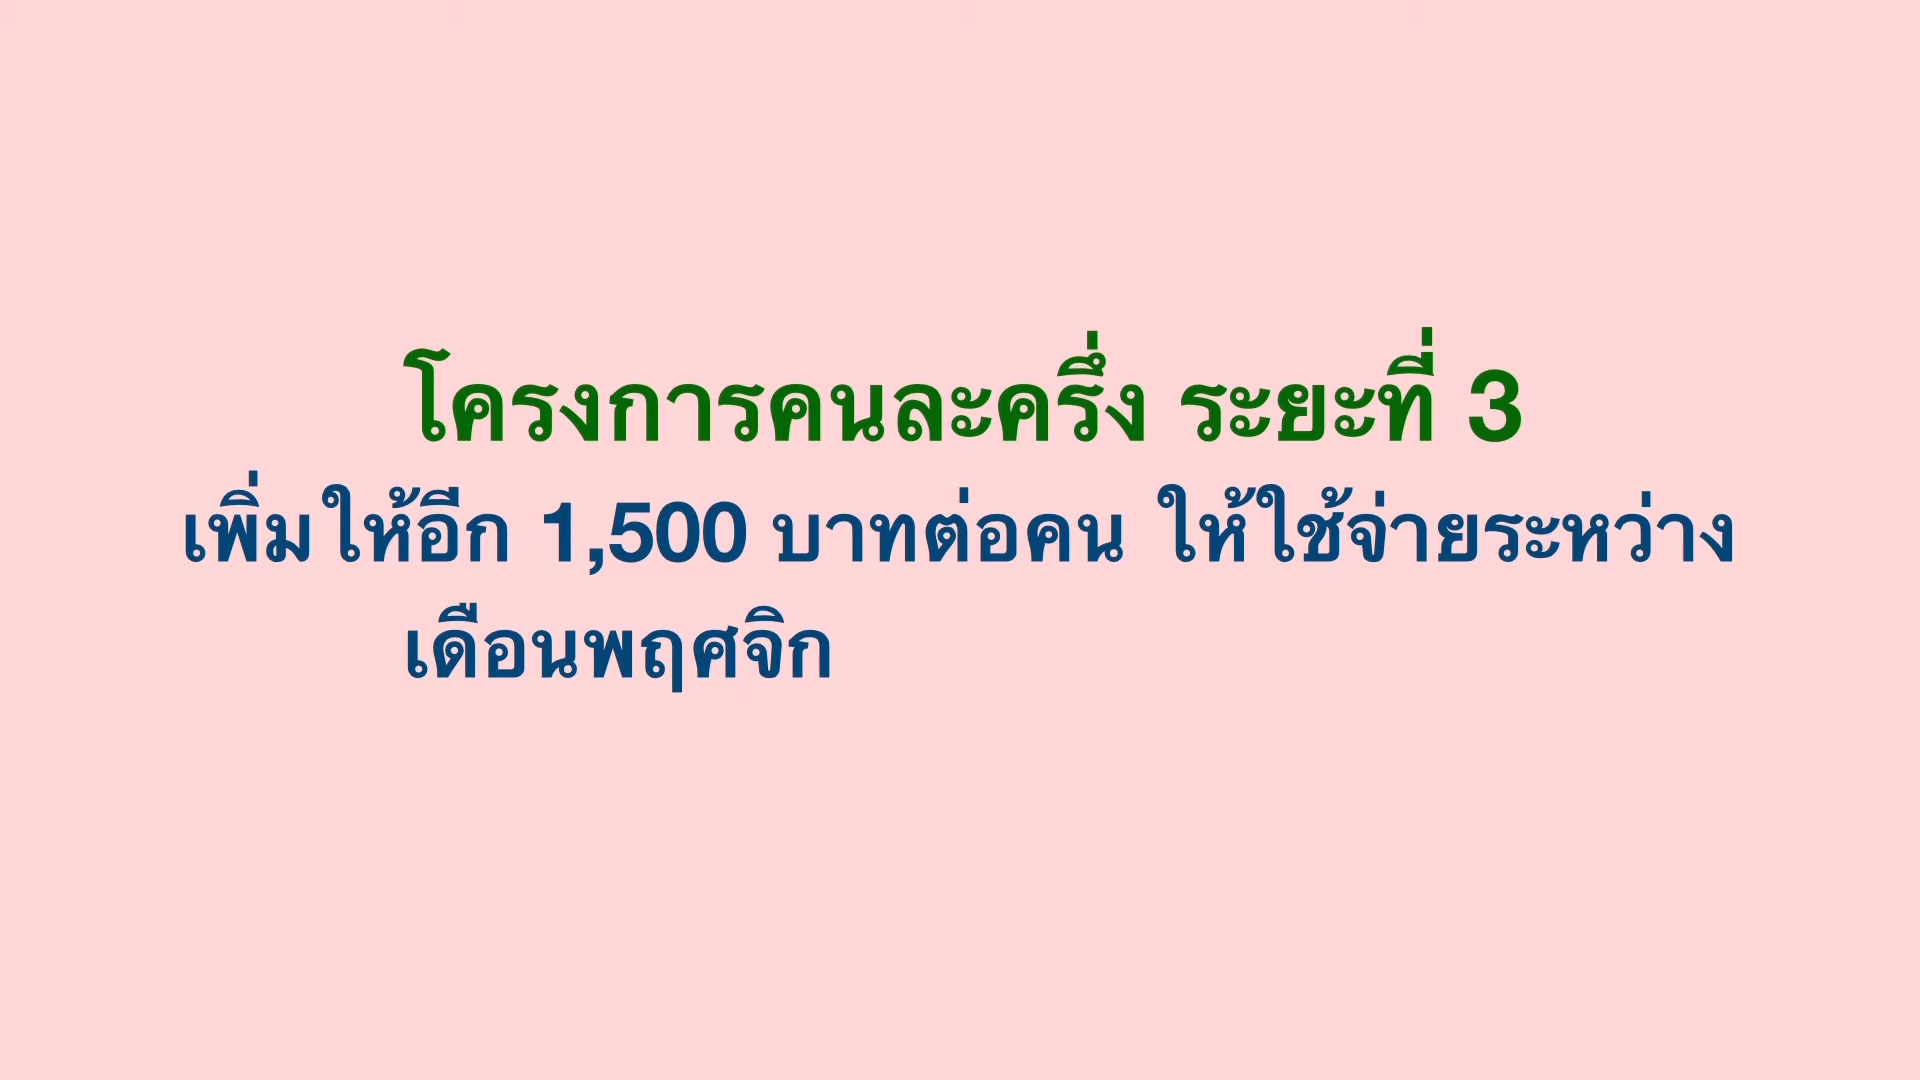 โครงการคนละครึ่ง ระยะที่ 3
เพิ่มให้อีก 1,500 บาทต่อคน ให้ใช้จ่ายระหว่าง
เดือนพฤศจิก